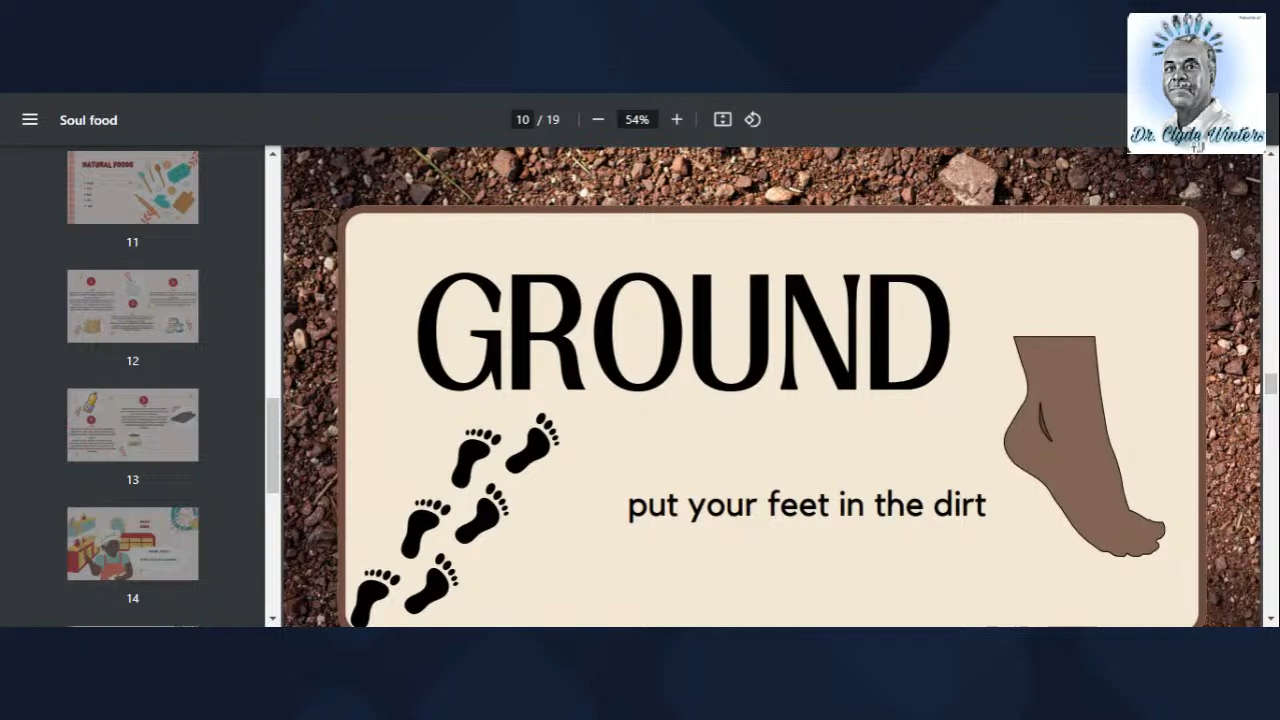 Soul food
10 / 19
54%
Dr. Clyde Winters
NATURAL FOODS
11
12
13
14
GROUND
put your feet in the dirt